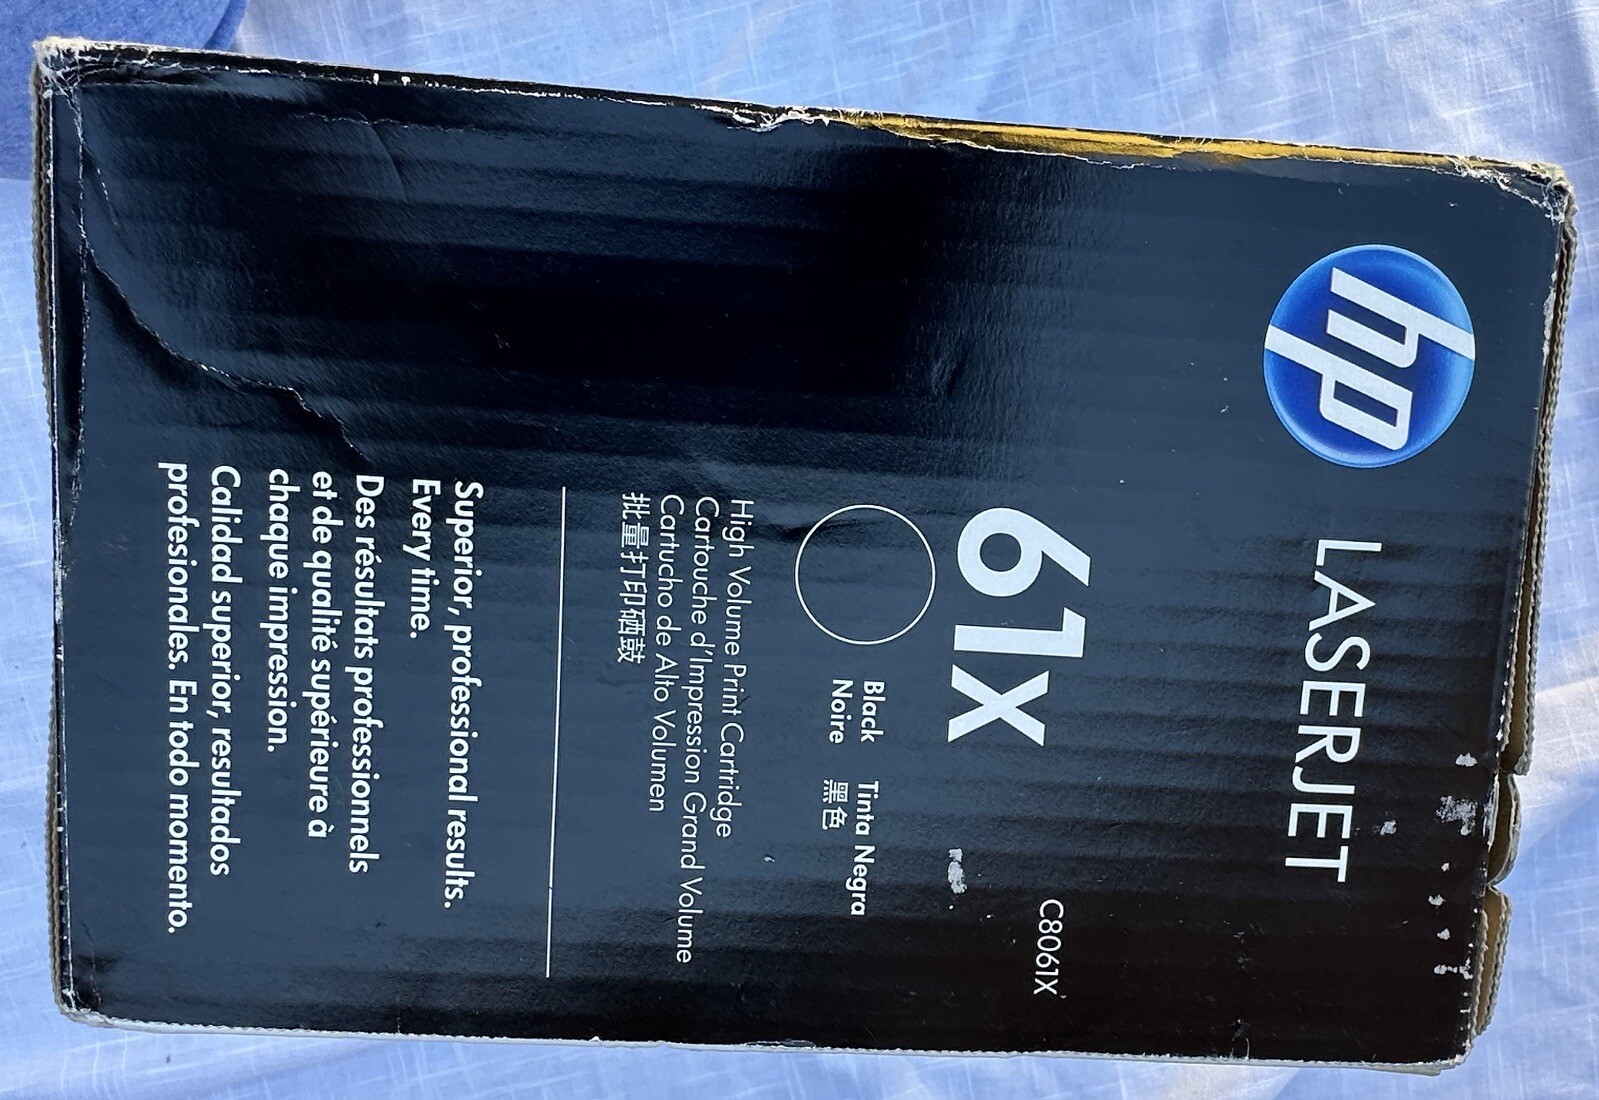 hp
LASERJET
61X
C8061X
Black
Noire
Tinta Negra
黑色
High Volume Print Cartridge
Cartouche d'Impression Grand Volume
Cartucho de Alto Volumen
批量打印硒鼓
Superior, professional results.
Every time.
Des résultats professionnels
et de qualité supérieure à
chaque impression.
Calidad superior, resultados
profesionales. En todo momento.